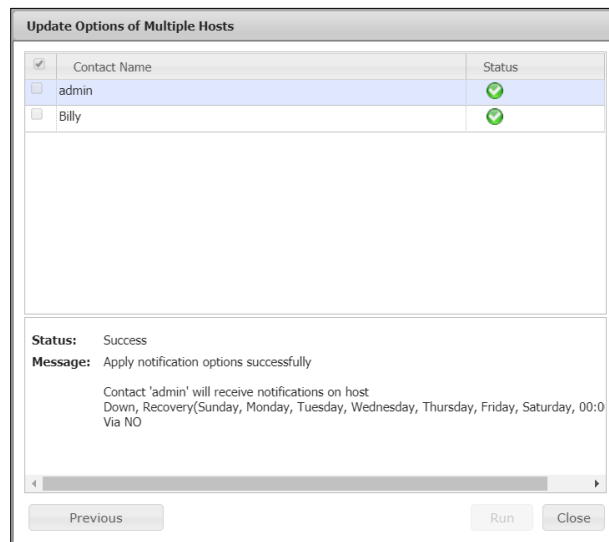 Update Options of Multiple Hosts
Contact Name Status
admin
Billy
Status: Success
Message: Apply notification options successfully
Contact 'admin' will receive notifications on host
Down, Recovery(Sunday, Monday, Tuesday, Wednesday, Thursday, Friday, Saturday, 00:0
Via NO
Previous Run Close